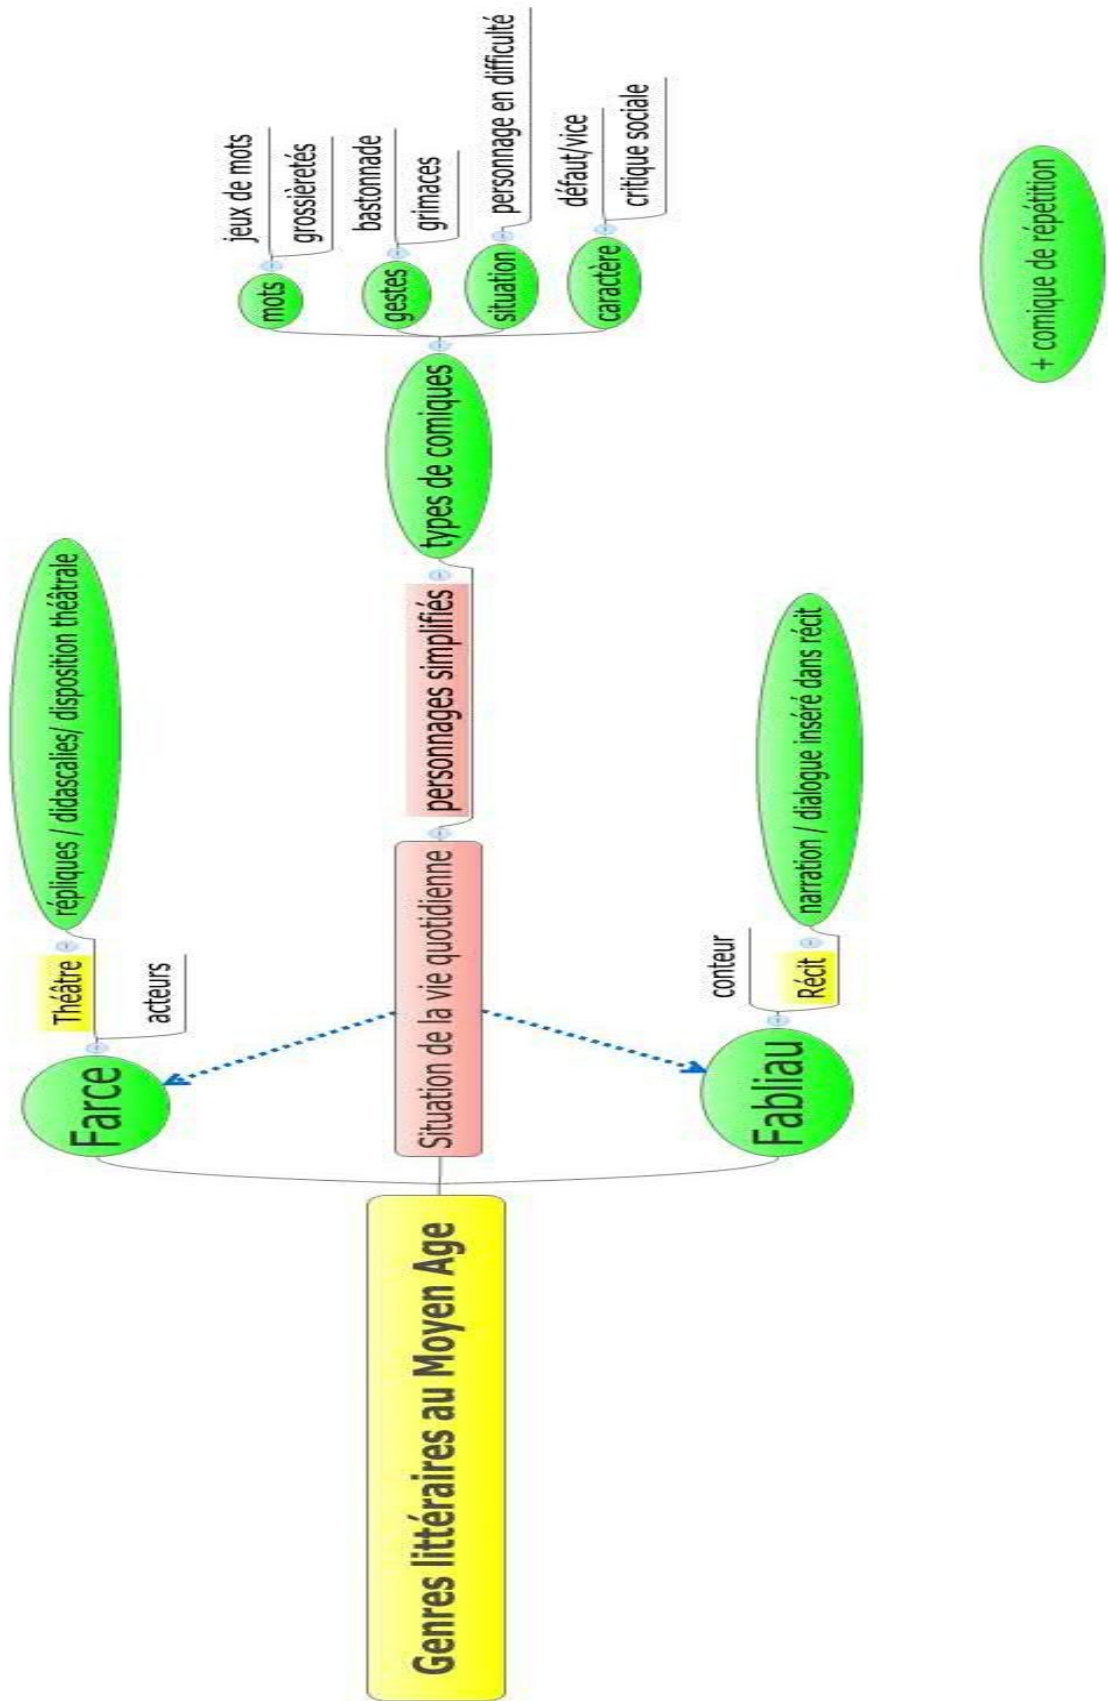 Genres littéraires au Moyen Age
Farce
Théâtre
répliques / didascalies/ disposition théâtrale
acteurs
Situation de la vie quotidienne
personnages simplifiés
types de comiques
mots
jeux de mots
grossièretés
gestes
bastonnade
grimaces
situation
personnage en difficulté
caractère
défaut/vice
critique sociale
Fabliau
conteur
Récit
narration / dialogue inséré dans récit
+ comique de répétition